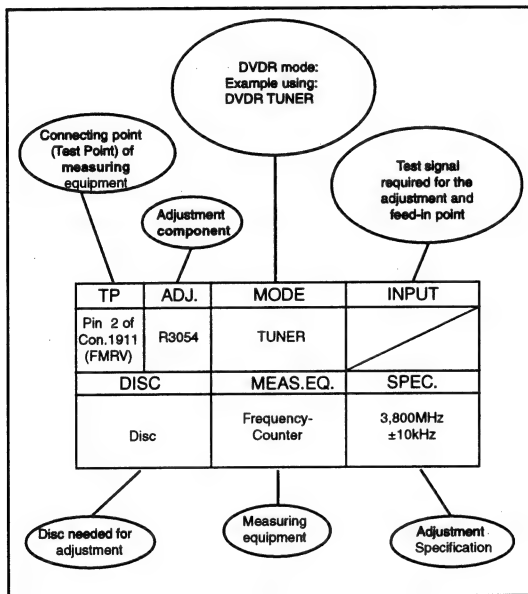 DVDR mode:
Example using:
DVDR TUNER
Connecting point
(Test Point) of
measuring
equipment
Test signal
required for the
adjustment and
feed-in point
Adjustment
component
TP ADJ. MODE INPUT
Pin 2 of
Con.1911
(FMRV)
R3054
TUNER
DISC MEAS.EQ. SPEC.
Disc
Frequency-
Counter
3,800MHz
±10kHz
Disc needed for
adjustment
Measuring
equipment
Adjustment
Specification